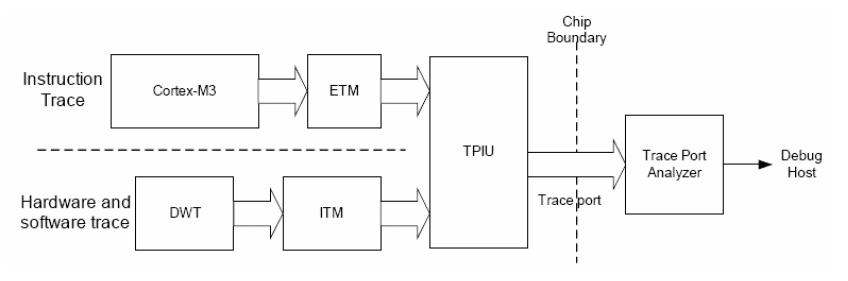 Chip
Boundary
Instruction
Trace
Cortex-M3
ETM
TPIU
Trace Port
Analyzer
Debug
Host
Hardware and
software trace
DWT
ITM
Trace port